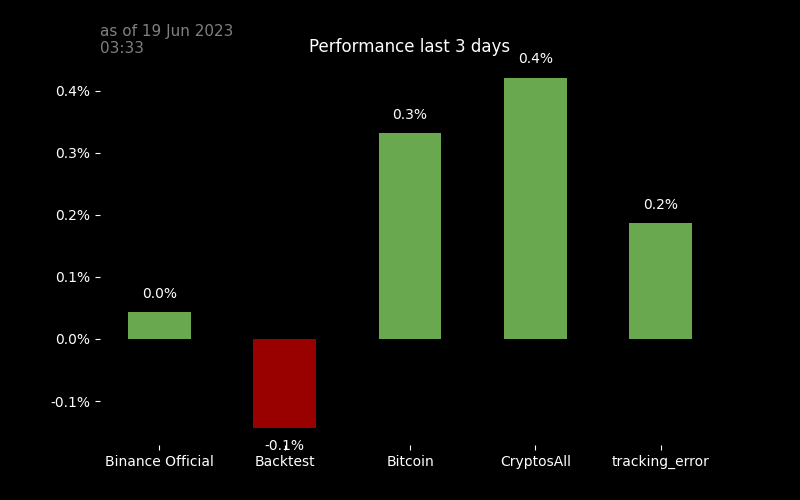 as of 19 Jun 2023
03:33
Performance last 3 days
0.4%
0.3%
0.2%
0.1%
0.0%
-0.1%
0.0%
-0.1%
0.3%
0.4%
0.2%
Binance Official
Backtest
Bitcoin
CryptosAll
tracking_error